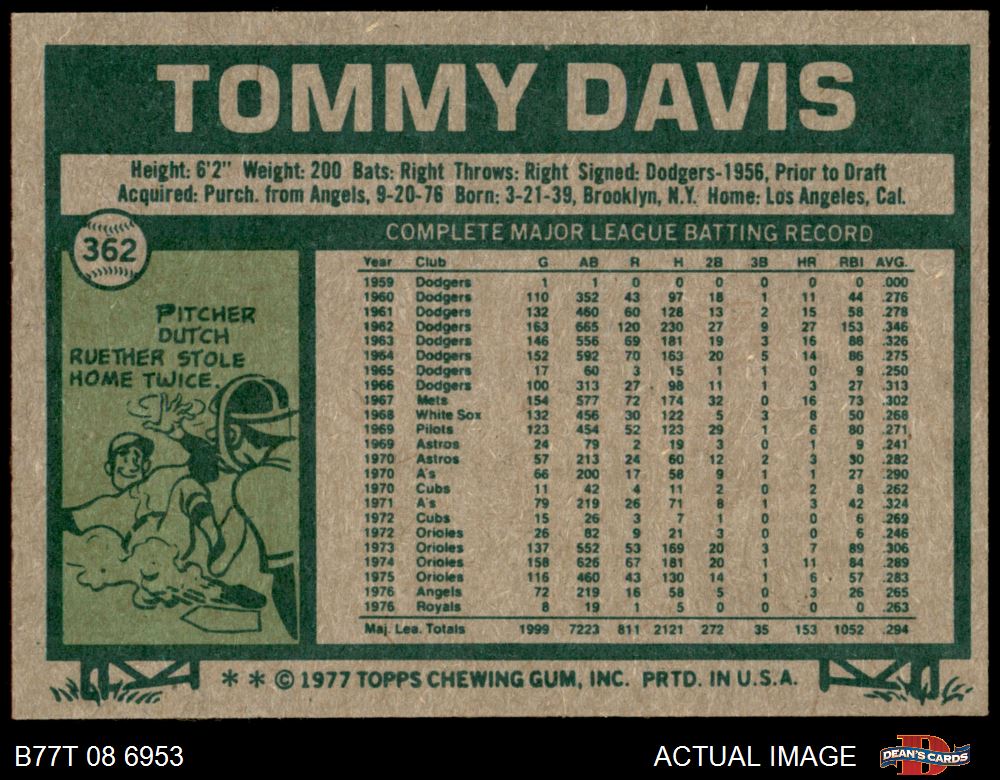 TOMMY DAVIS
Height: 6'2" Weight: 200 Bats: Right Throws: Right Signed: Dodgers-1956, Prior to Draft
Acquired: Purch. from Angels, 9-20-76 Born: 3-21-39, Brooklyn, N.Y. Home: Los Angeles, Cal.
362
PITCHER
DUTCH
RUETHER STOLE
HOME TWICE.
COMPLETE MAJOR LEAGUE BATTING RECORD
Year Club G AB R H 2B 3B HR RBI AVG.
1959 Dodgers 1 1 0 0 0 0 0 0 .000
1960 Dodgers 110 352 43 97 18 1 11 44 .276
1961 Dodgers 132 460 60 128 13 2 15 58 .278
1962 Dodgers 163 665 120 230 27 9 27 153 .346
1963 Dodgers 146 556 69 181 19 3 16 88 .326
1964 Dodgers 152 592 70 163 20 5 14 86 .275
1965 Dodgers 17 60 3 15 1 1 0 9 .250
1966 Dodgers 100 313 27 98 11 1 3 27 .313
1967 Mets 154 577 72 174 32 0 16 73 .302
1968 White Sox 132 456 30 122 5 3 8 50 .268
1969 Pilots 123 454 52 123 29 1 6 80 .271
1969 Astros 24 79 2 19 3 0 1 9 .241
1970 Astros 57 213 24 60 12 2 3 30 .282
1970 A's 66 200 17 58 9 1 1 27 .290
1970 Cubs 11 42 4 11 2 0 2 8 .262
1971 A's 79 219 26 71 8 1 3 42 .324
1972 Cubs 15 26 3 7 1 0 0 6 .269
1972 Orioles 26 82 9 21 3 0 0 6 .246
1973 Orioles 137 552 53 169 20 3 7 89 .306
1974 Orioles 158 626 67 181 20 1 11 84 .289
1975 Orioles 116 460 43 130 14 1 6 57 .283
1976 Angels 72 219 16 58 5 0 3 26 .265
1976 Royals 8 19 1 5 0 0 0 0 .263
Maj. Lea. Totals 1999 7223 811 2121 272 35 153 1052 .294
* * © 1977 TOPPS CHEWING GUM, INC. PRTD. IN U.S.A.
B77T 08 6953 ACTUAL IMAGE DEAN'S CARDS